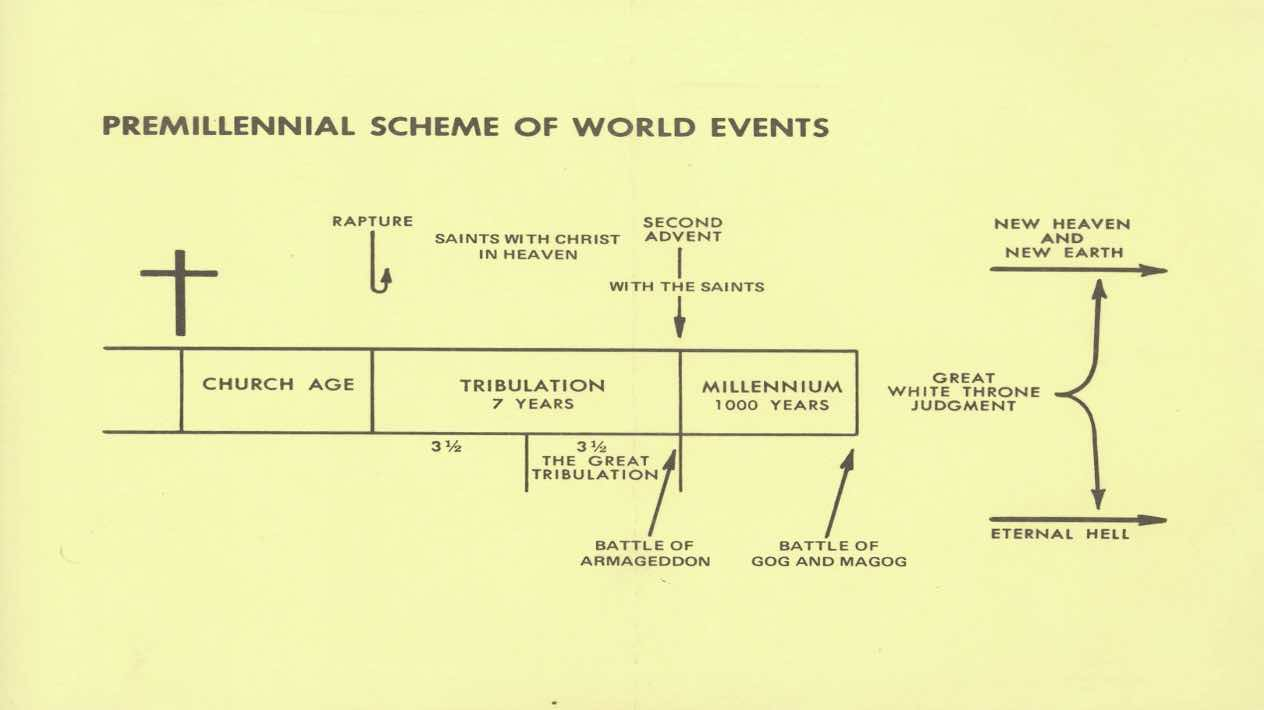 PREMILLENNIAL SCHEME OF WORLD EVENTS
RAPTURE
SAINTS WITH CHRIST
IN HEAVEN
SECOND
ADVENT
WITH THE SAINTS
NEW HEAVEN
AND
NEW EARTH
CHURCH AGE
TRIBULATION
7 YEARS
MILLENNIUM
1000 YEARS
GREAT
WHITE THRONE
JUDGMENT
3½
3½
THE GREAT
TRIBULATION
BATTLE OF
ARMAGEDDON
BATTLE OF
GOG AND MAGOG
ETERNAL HELL